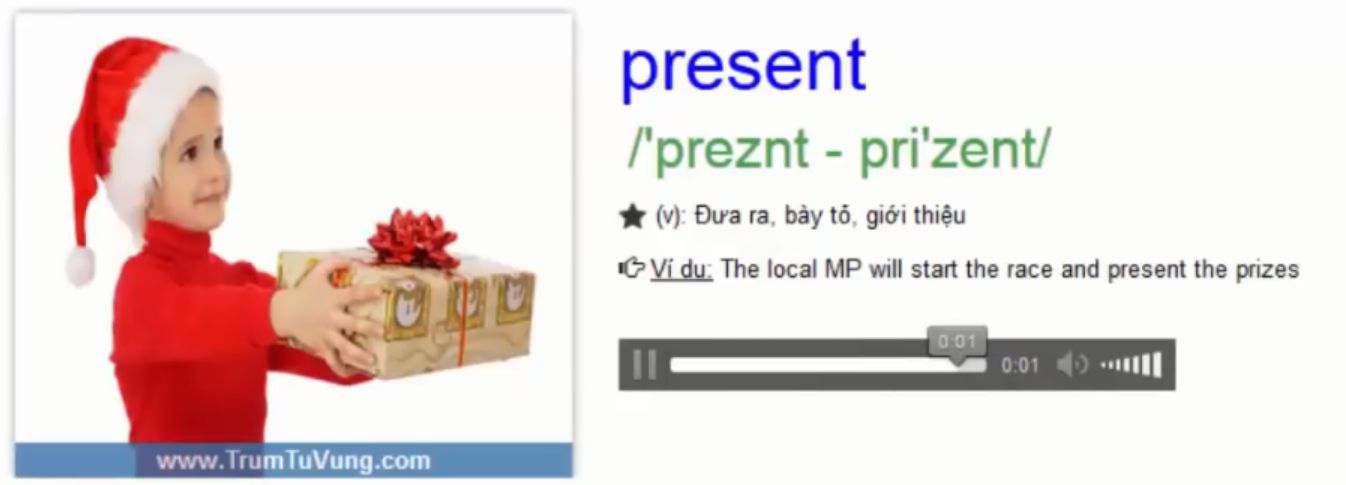 present
/'preznt - pri'zent/
★ (v): Đưa ra, bày tỏ, giới thiệu
Ví du: The local MP will start the race and present the prizes
0:01
0:01
www.TrumTuVung.com